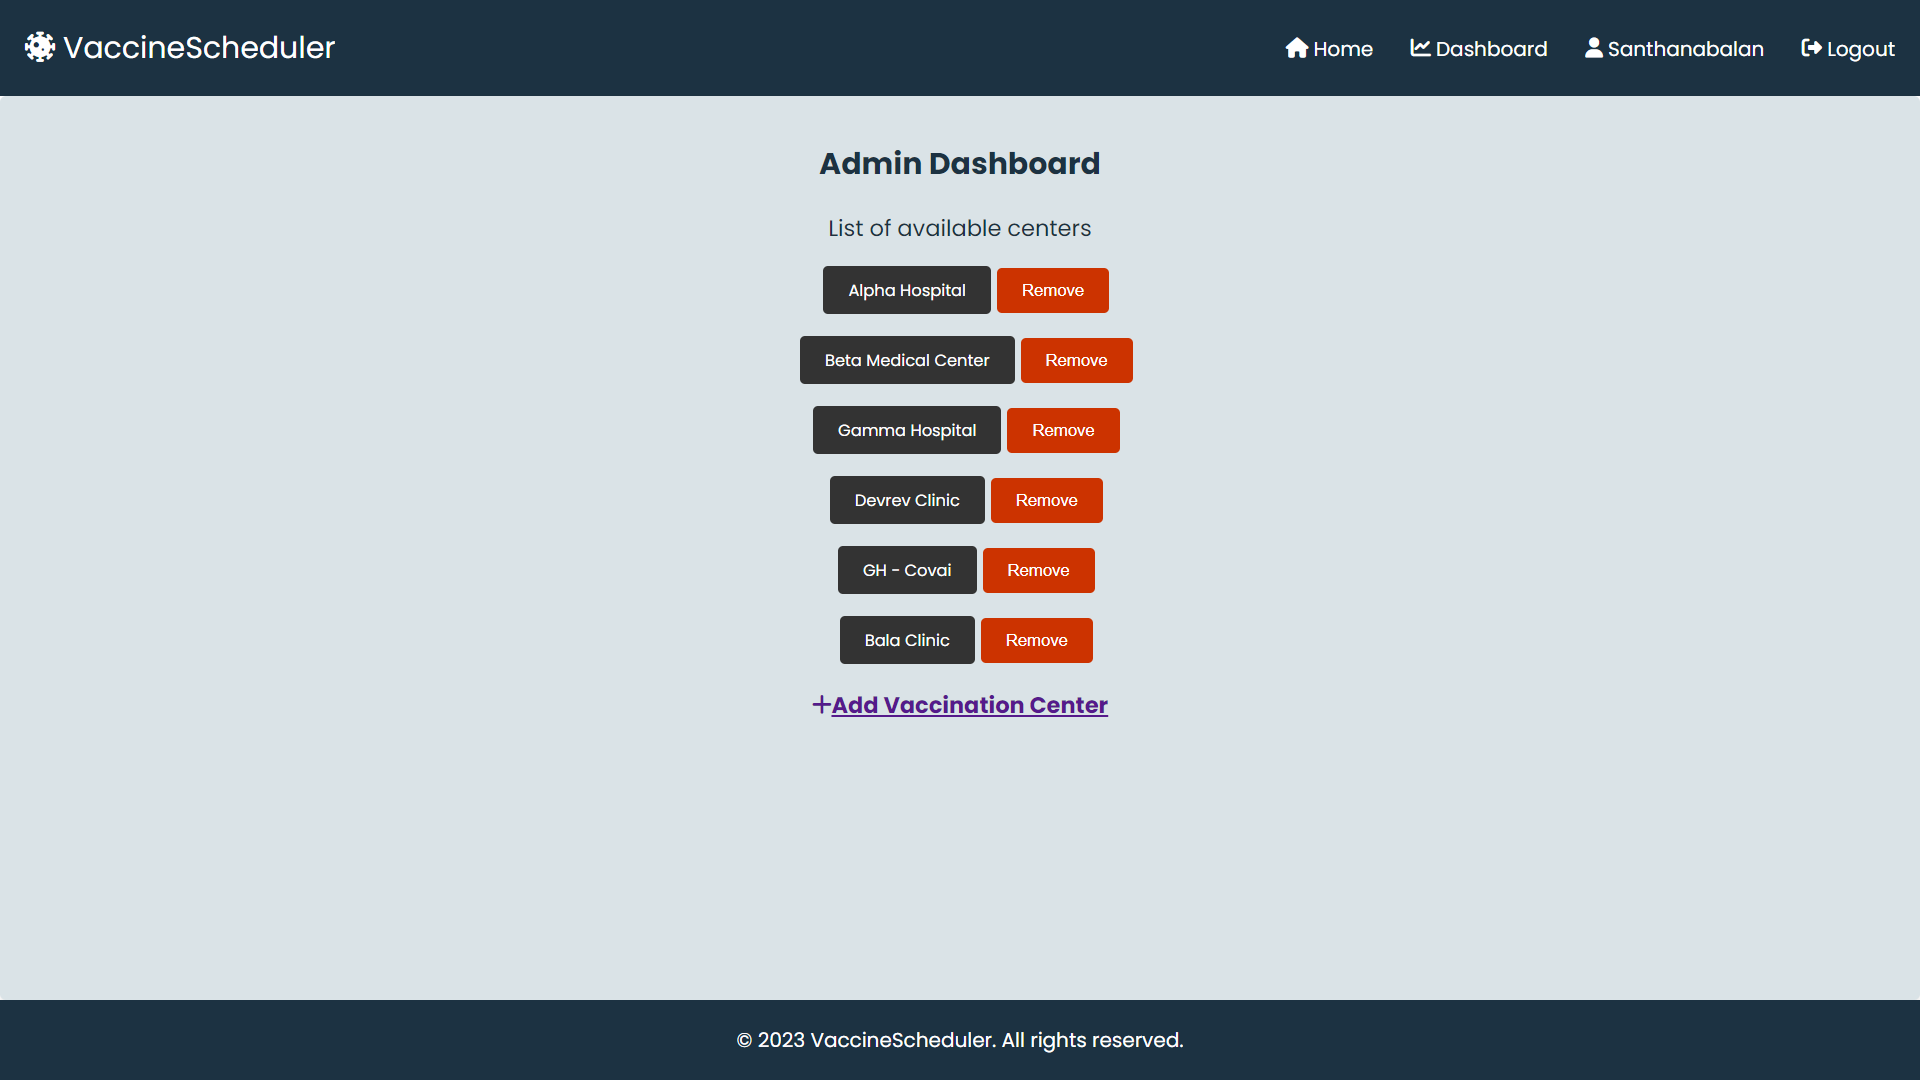 VaccineScheduler Home Dashboard Santhanabalan Logout
Admin Dashboard
List of available centers
Alpha Hospital Remove
Beta Medical Center Remove
Gamma Hospital Remove
Devrev Clinic Remove
GH - Covai Remove
Bala Clinic Remove
+Add Vaccination Center
© 2023 VaccineScheduler. All rights reserved.